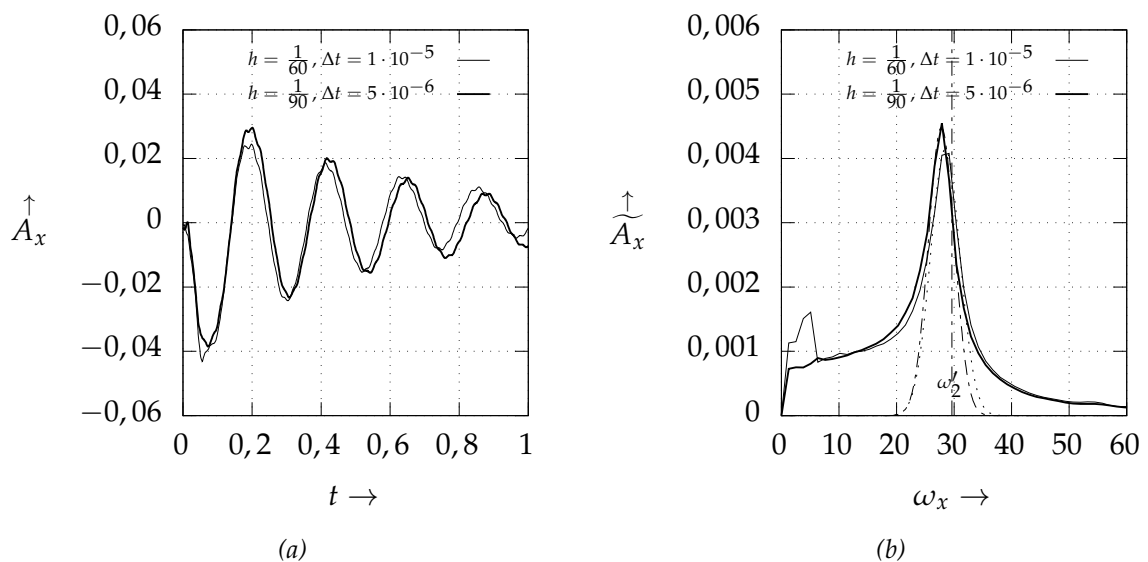 0,06
0,04
0,02
0
−0,02
−0,04
−0,06
0 0,2 0,4 0,6 0,8 1
↑
A_x
t →
h = 1/60, Δt = 1 · 10^{−5}
h = 1/90, Δt = 5 · 10^{−6}
(a)
0,006
0,005
0,004
0,003
0,002
0,001
0
0 10 20 30 40 50 60
↑
\widetilde{A_x}
ω_x →
h = 1/60, Δt = 1 · 10^{−5}
h = 1/90, Δt = 5 · 10^{−6}
ω′_2
(b)